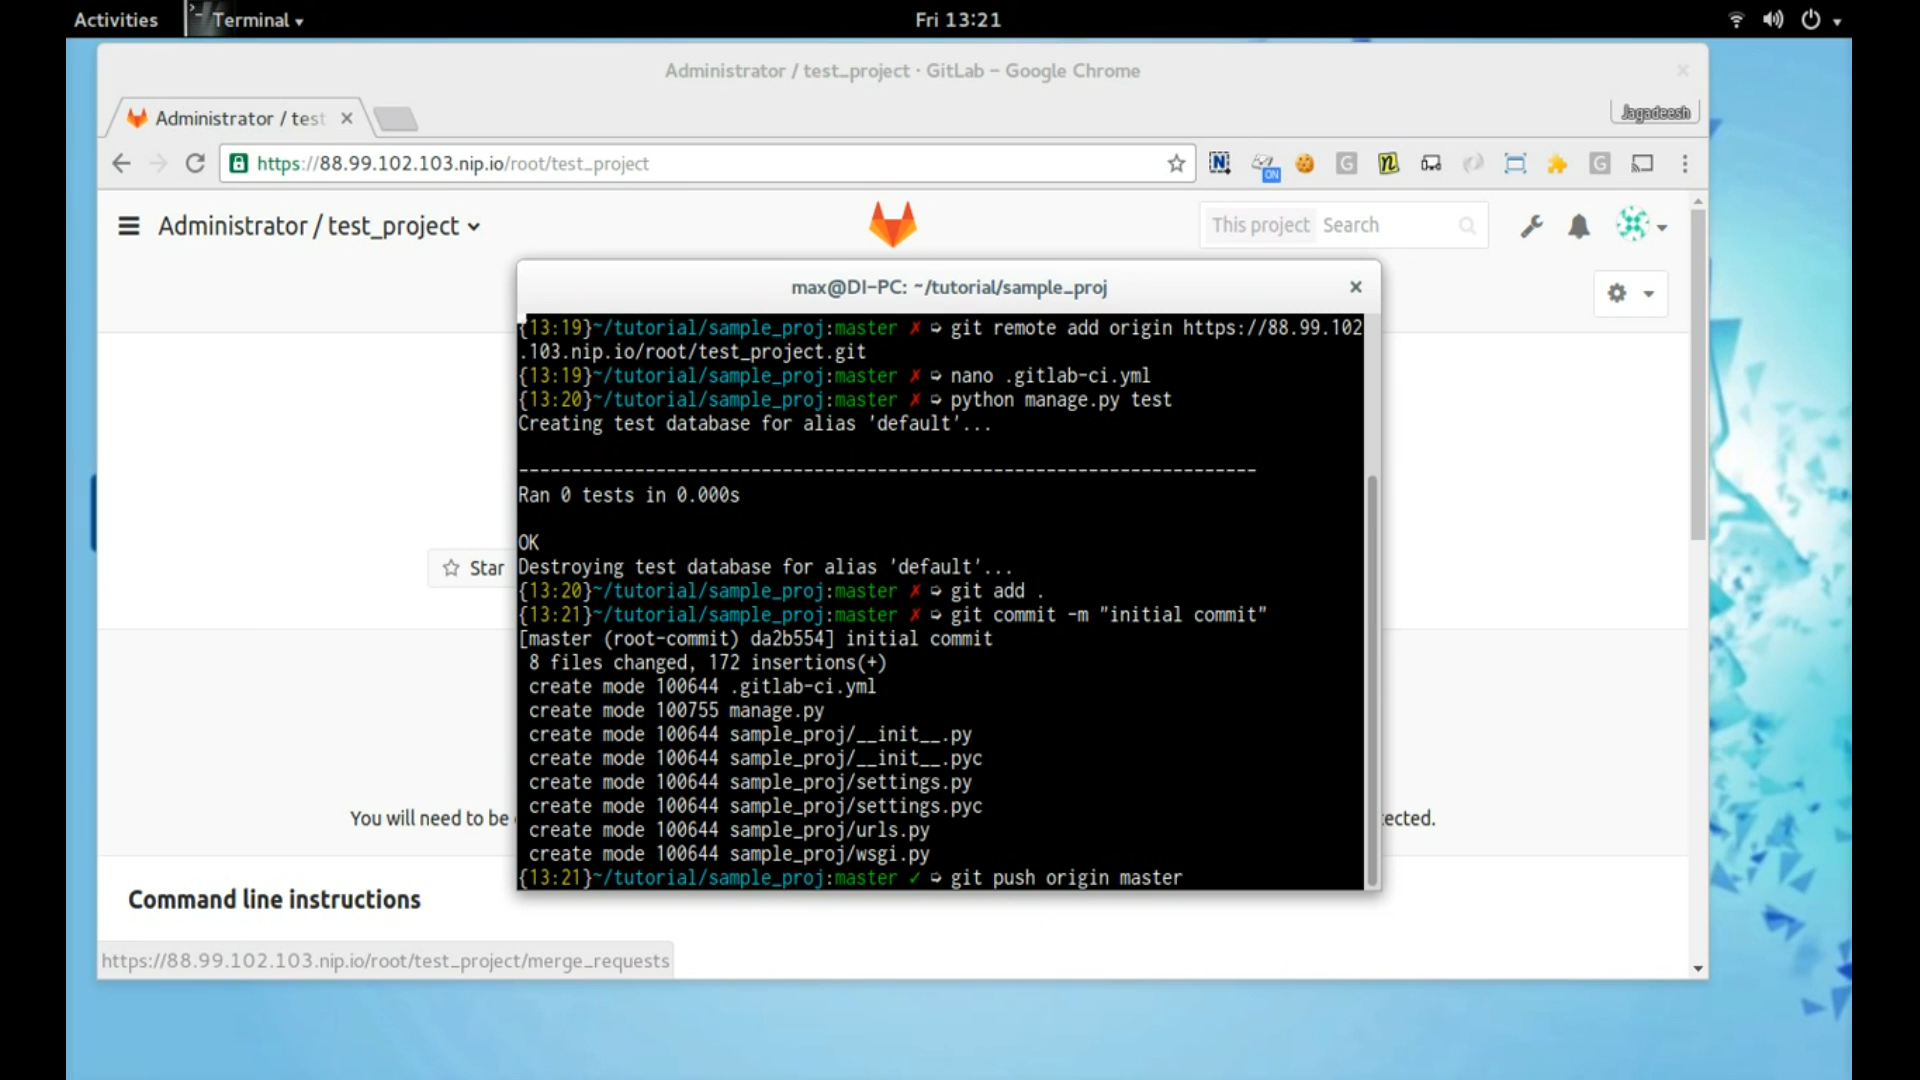 Activities
Terminal
Fri 13:21
Administrator / test_project · GitLab – Google Chrome
Administrator / test
Jagadeesh
https://88.99.102.103.nip.io/root/test_project
ON
Administrator / test_project
This project Search
max@DI-PC: ~/tutorial/sample_proj
{13:19}~/tutorial/sample_proj:master ✗ ➭ git remote add origin https://88.99.102
.103.nip.io/root/test_project.git
{13:19}~/tutorial/sample_proj:master ✗ ➭ nano .gitlab-ci.yml
{13:20}~/tutorial/sample_proj:master ✗ ➭ python manage.py test
Creating test database for alias 'default'...
----------------------------------------------------------------------
Ran 0 tests in 0.000s
OK
Star
Destroying test database for alias 'default'...
{13:20}~/tutorial/sample_proj:master ✗ ➭ git add .
{13:21}~/tutorial/sample_proj:master ✗ ➭ git commit -m "initial commit"
[master (root-commit) da2b554] initial commit
8 files changed, 172 insertions(+)
create mode 100644 .gitlab-ci.yml
create mode 100755 manage.py
create mode 100644 sample_proj/__init__.py
create mode 100644 sample_proj/__init__.pyc
create mode 100644 sample_proj/settings.py
create mode 100644 sample_proj/settings.pyc
create mode 100644 sample_proj/urls.py
create mode 100644 sample_proj/wsgi.py
{13:21}~/tutorial/sample_proj:master ✓ ➭ git push origin master
You will need to be
ected.
Command line instructions
https://88.99.102.103.nip.io/root/test_project/merge_requests